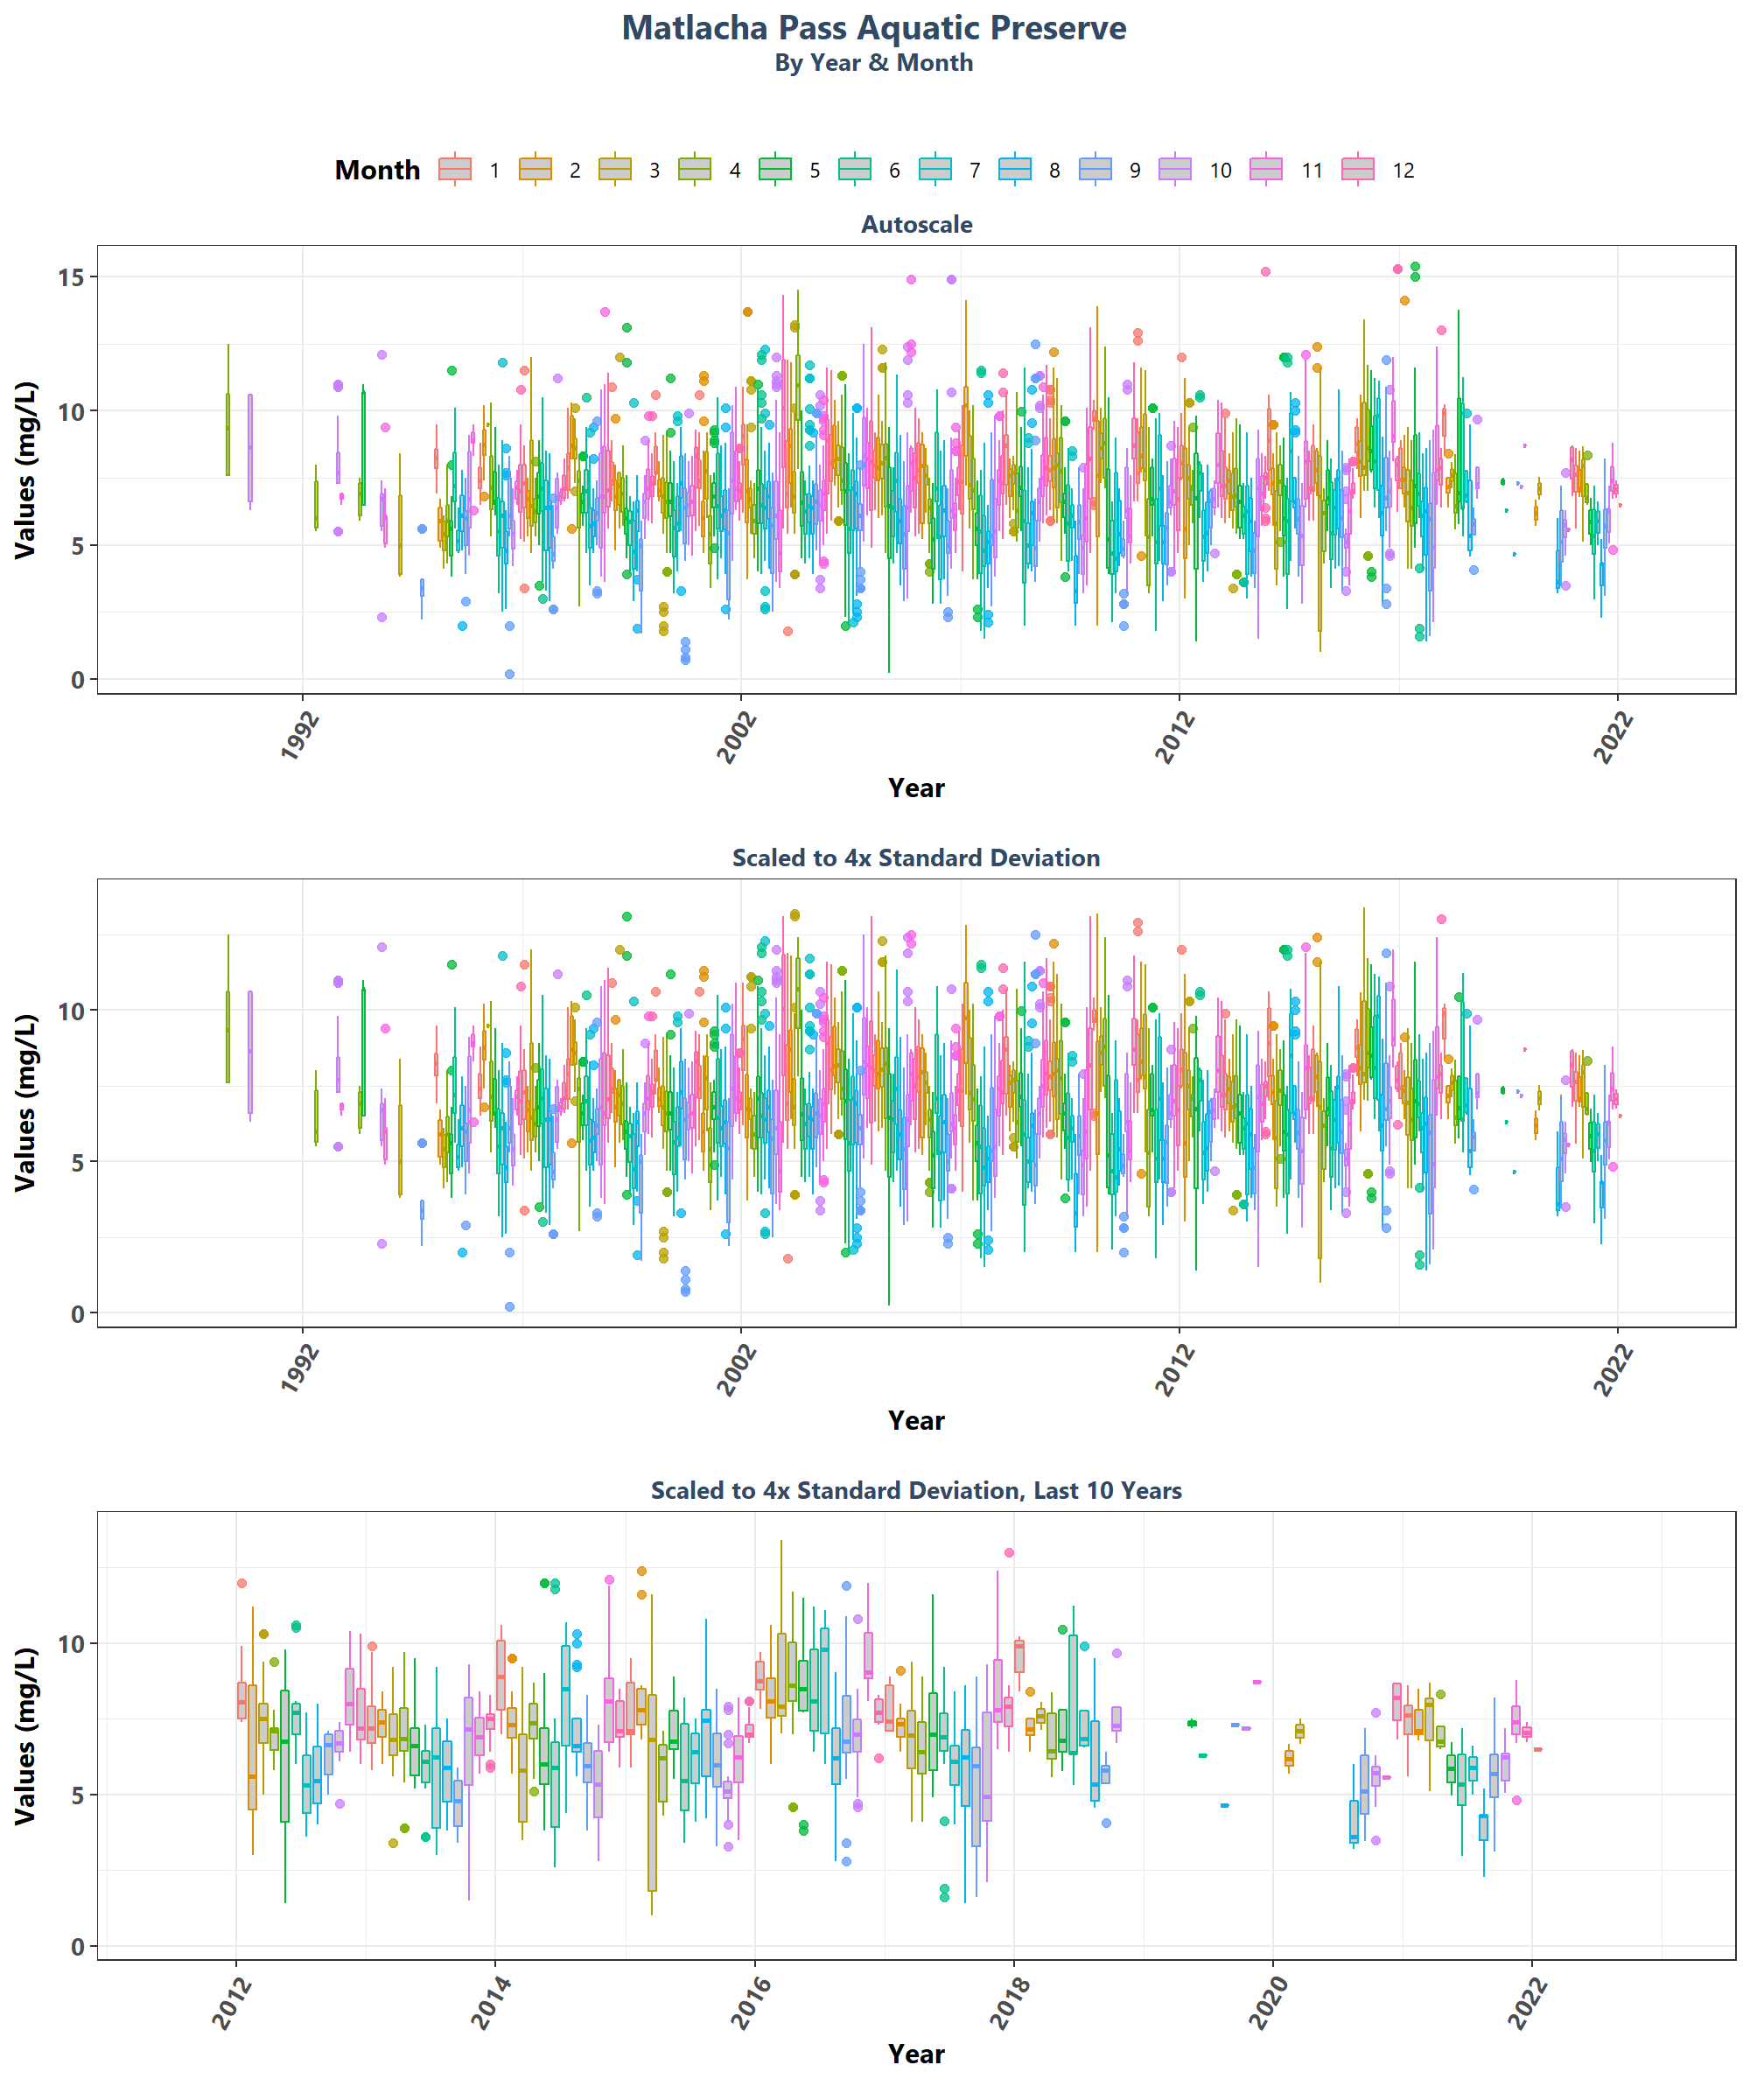 Matlacha Pass Aquatic Preserve
By Year & Month
Month 1 2 3 4 5 6 7 8 9 10 11 12
Autoscale
Values (mg/L)
15
10
5
0
1992 2002 2012 2022
Year
Scaled to 4x Standard Deviation
Values (mg/L)
10
5
0
1992 2002 2012 2022
Year
Scaled to 4x Standard Deviation, Last 10 Years
Values (mg/L)
10
5
0
2012 2014 2016 2018 2020 2022
Year